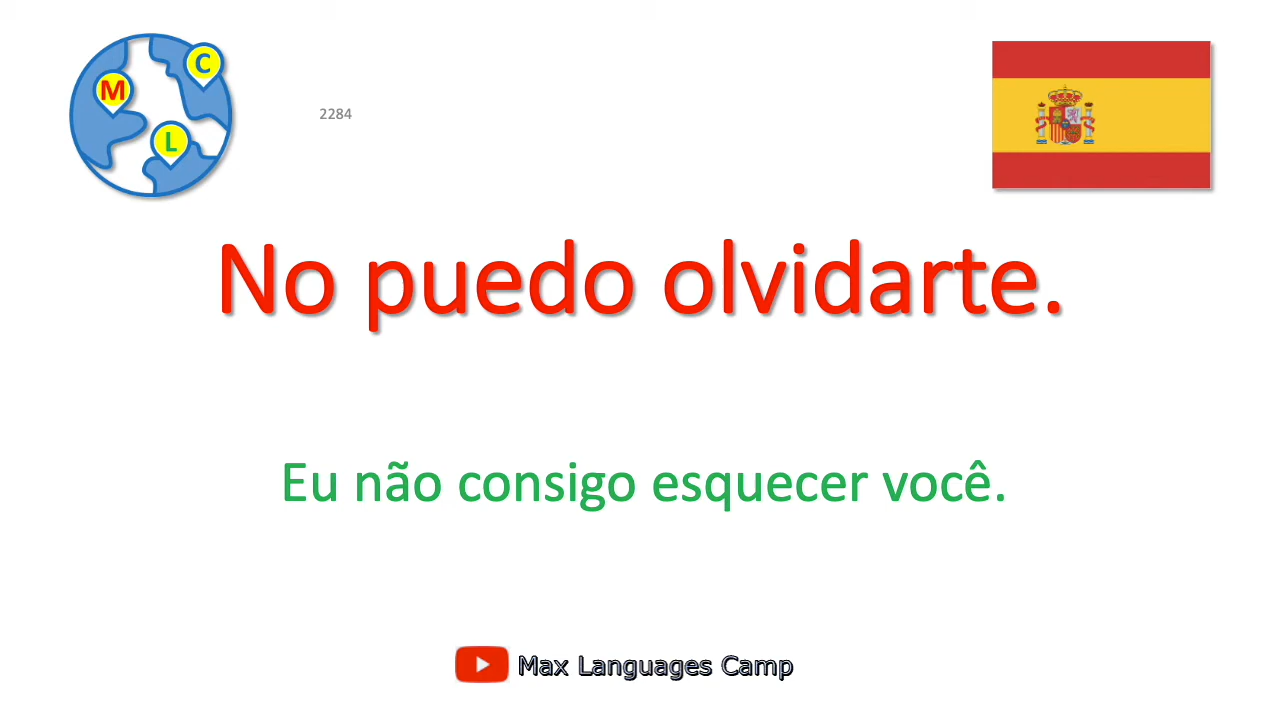 C
M
L
2284
No puedo olvidarte.
Eu não consigo esquecer você.
Max Languages Camp